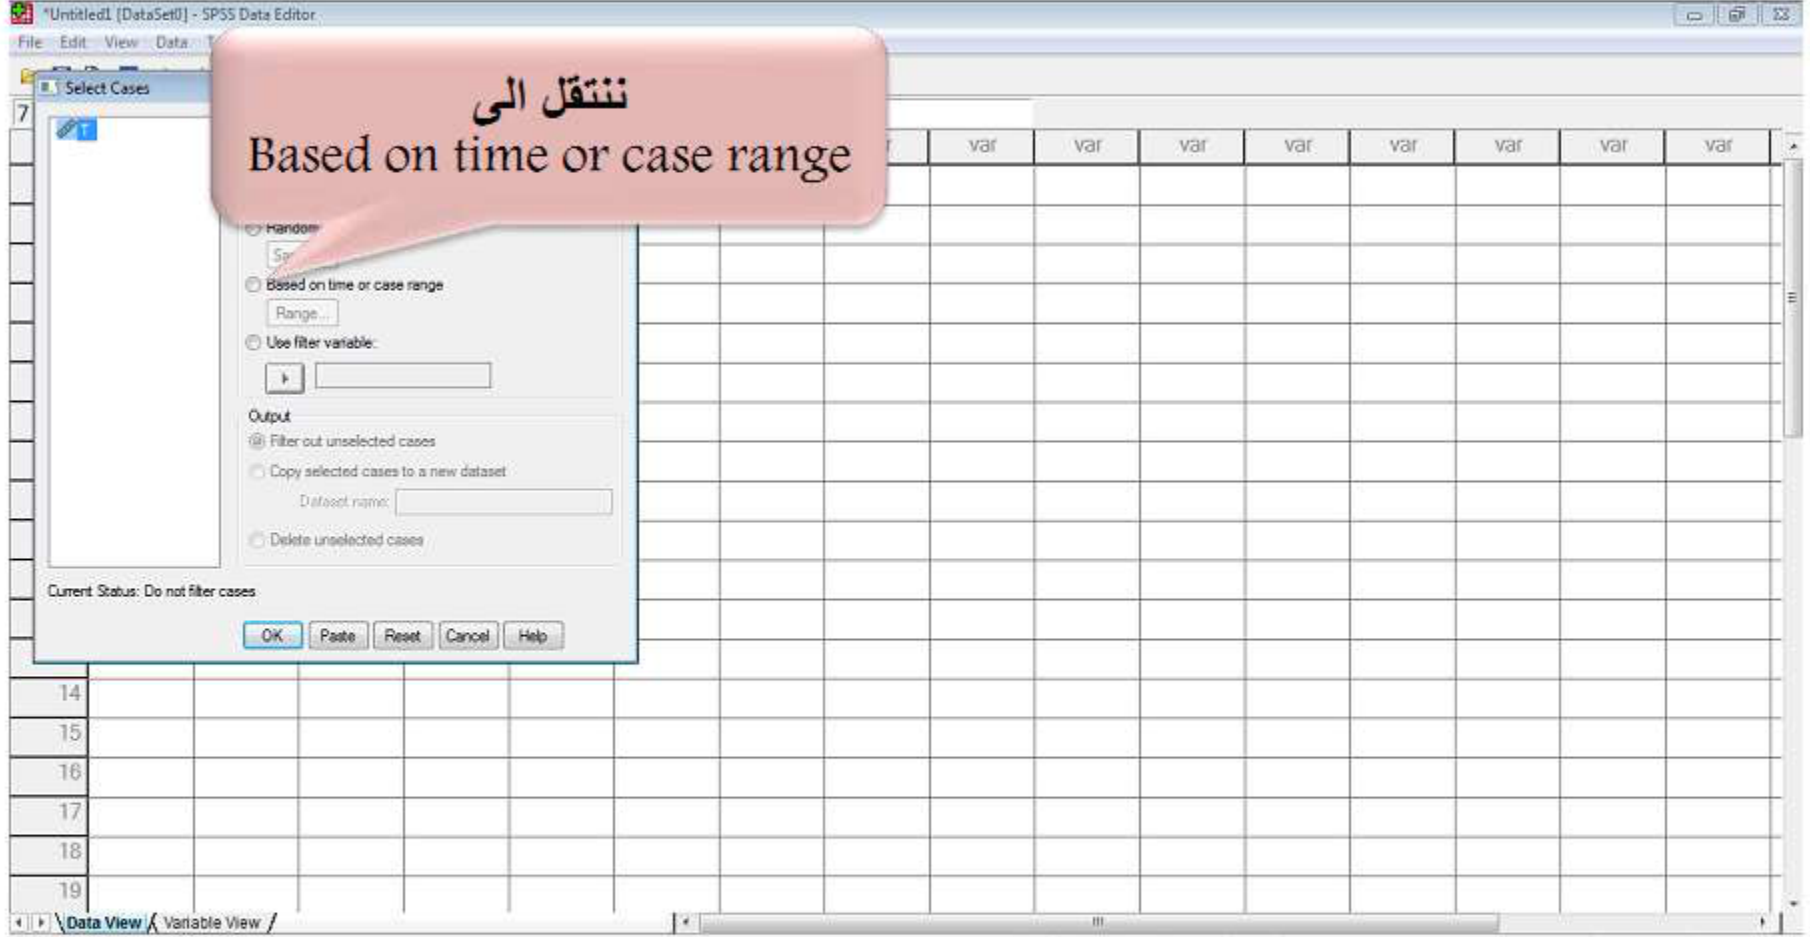 *Untitled1 [DataSet0] - SPSS Data Editor
File Edit View Data
Select Cases
ننتقل الى
Based on time or case range
7
T
var var var var var var var var
Random
Based on time or case range
Range...
Use filter variable:
Output
Filter out unselected cases
Copy selected cases to a new dataset
Dataset name:
Delete unselected cases
Current Status: Do not filter cases
OK Paste Reset Cancel Help
14
15
16
17
18
19
Data View Variable View